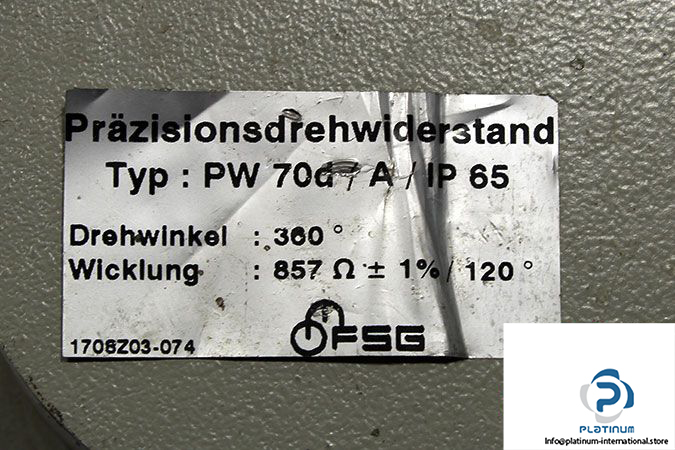 Präzisionsdrehwiderstand
Typ : PW 70d / A / IP 65
Drehwinkel : 360 °
Wicklung : 857 Ω ± 1% / 120 °
1708Z03-074
FSG
PLATINUM
Info@platinum-international.store